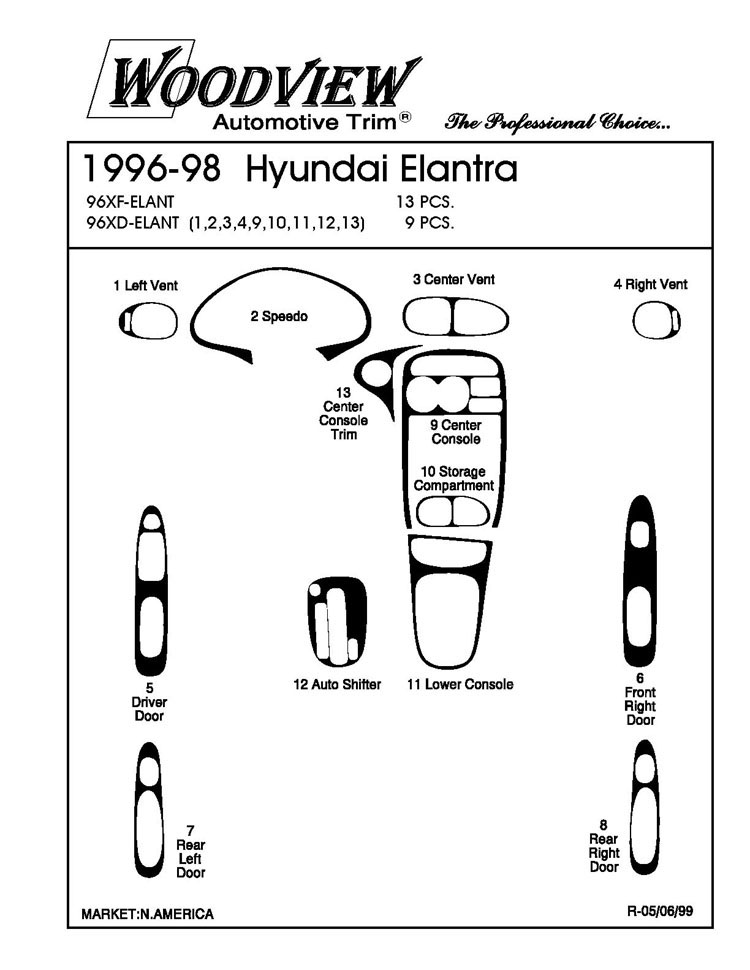 WOODVIEW
Automotive Trim®
The Professional Choice...
1996-98 Hyundai Elantra
96XF-ELANT 13 PCS.
96XD-ELANT (1,2,3,4,9,10,11,12,13) 9 PCS.
1 Left Vent
2 Speedo
3 Center Vent
4 Right Vent
13
Center
Console
Trim
9 Center
Console
10 Storage
Compartment
5
Driver
Door
12 Auto Shifter
11 Lower Console
6
Front
Right
Door
7
Rear
Left
Door
8
Rear
Right
Door
MARKET:N.AMERICA
R-05/06/99